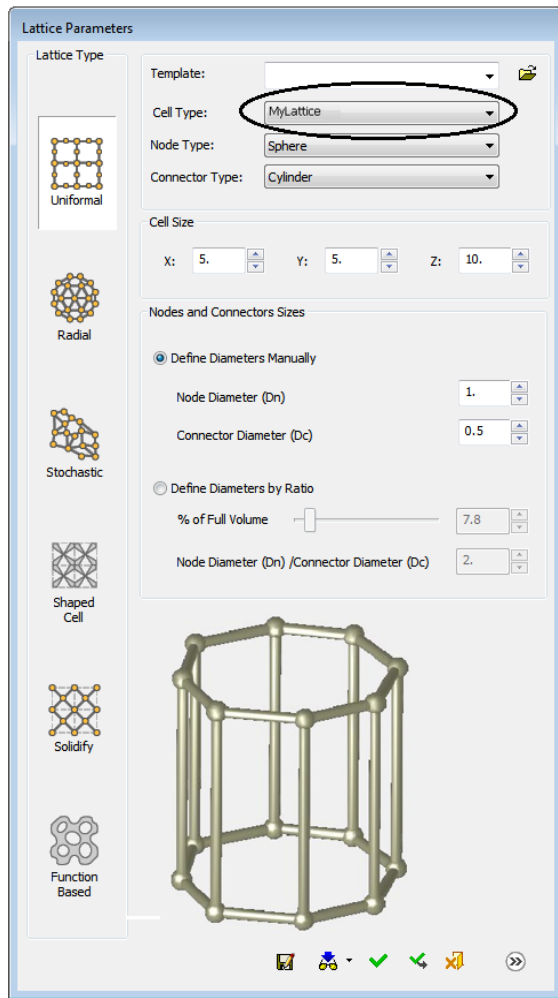 Lattice Parameters
Lattice Type
Uniformal
Radial
Stochastic
Shaped
Cell
Solidify
Function
Based
Template:
Cell Type: MyLattice
Node Type: Sphere
Connector Type: Cylinder
Cell Size
X: 5. Y: 5. Z: 10.
Nodes and Connectors Sizes
Define Diameters Manually
Node Diameter (Dn) 1.
Connector Diameter (Dc) 0.5
Define Diameters by Ratio
% of Full Volume 7.8
Node Diameter (Dn) /Connector Diameter (Dc) 2.